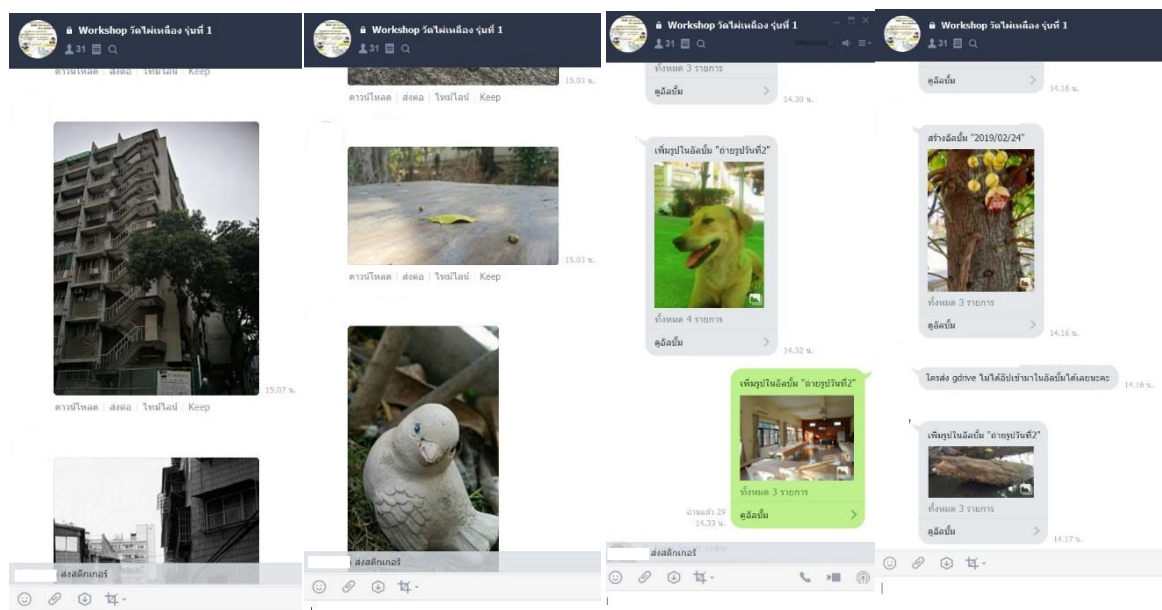 Workshop วัดไผ่เหลือง รุ่นที่ 1
31
ดาวน์โหลด | ส่งต่อ | ไทม์ไลน์ | Keep
15.07 น.
ดาวน์โหลด | ส่งต่อ | ไทม์ไลน์ | Keep
ส่งสติกเกอร์
Workshop วัดไผ่เหลือง รุ่นที่ 1
31
15.03 น.
ดาวน์โหลด | ส่งต่อ | ไทม์ไลน์ | Keep
15.03 น.
ดาวน์โหลด | ส่งต่อ | ไทม์ไลน์ | Keep
ส่งสติกเกอร์
Workshop วัดไผ่เหลือง รุ่นที่ 1
31
ทั้งหมด 3 รายการ
ดูอัลบั้ม
14.30 น.
เพิ่มรูปในอัลบั้ม "ถ่ายรูปวันที่2"
ทั้งหมด 4 รายการ
ดูอัลบั้ม
14.32 น.
เพิ่มรูปในอัลบั้ม "ถ่ายรูปวันที่2"
ทั้งหมด 3 รายการ
อ่านแล้ว 29
ดูอัลบั้ม
14.33 น.
ส่งสติกเกอร์
Workshop วัดไผ่เหลือง รุ่นที่ 1
31
ดูอัลบั้ม
14.16 น.
สร้างอัลบั้ม "2019/02/24"
ทั้งหมด 3 รายการ
ดูอัลบั้ม
14.16 น.
ใครส่ง gdrive ไม่ได้อัปเข้ามาในอัลบั้มได้เลยนะคะ
14.16 น.
เพิ่มรูปในอัลบั้ม "ถ่ายรูปวันที่2"
ทั้งหมด 3 รายการ
ดูอัลบั้ม
14.17 น.